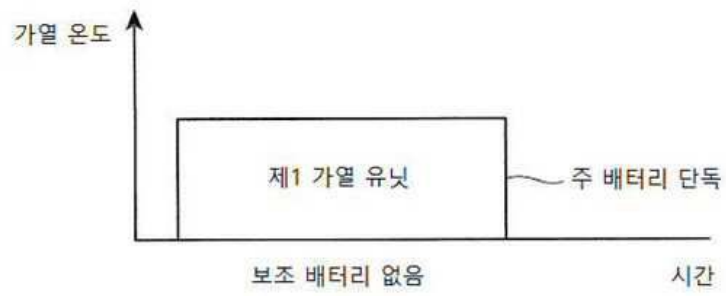 가열 온도
제1 가열 유닛
주 배터리 단독
보조 배터리 없음
시간